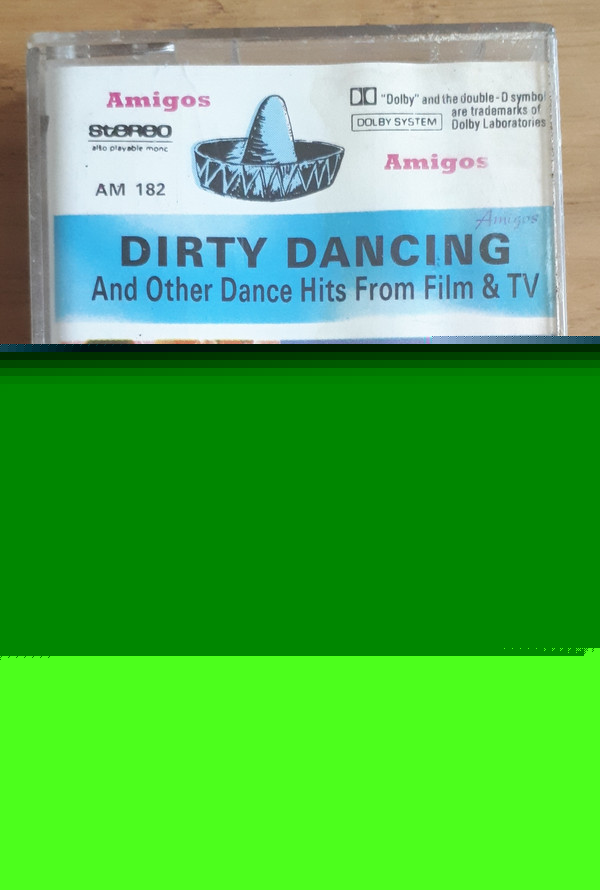 Amigos
stereo
also playable mono
AM 182
"Dolby" and the double-D symbol
are trademarks of
DOLBY SYSTEM
Dolby Laboratories
Amigos
Amigos
DIRTY DANCING
And Other Dance Hits From Film & TV